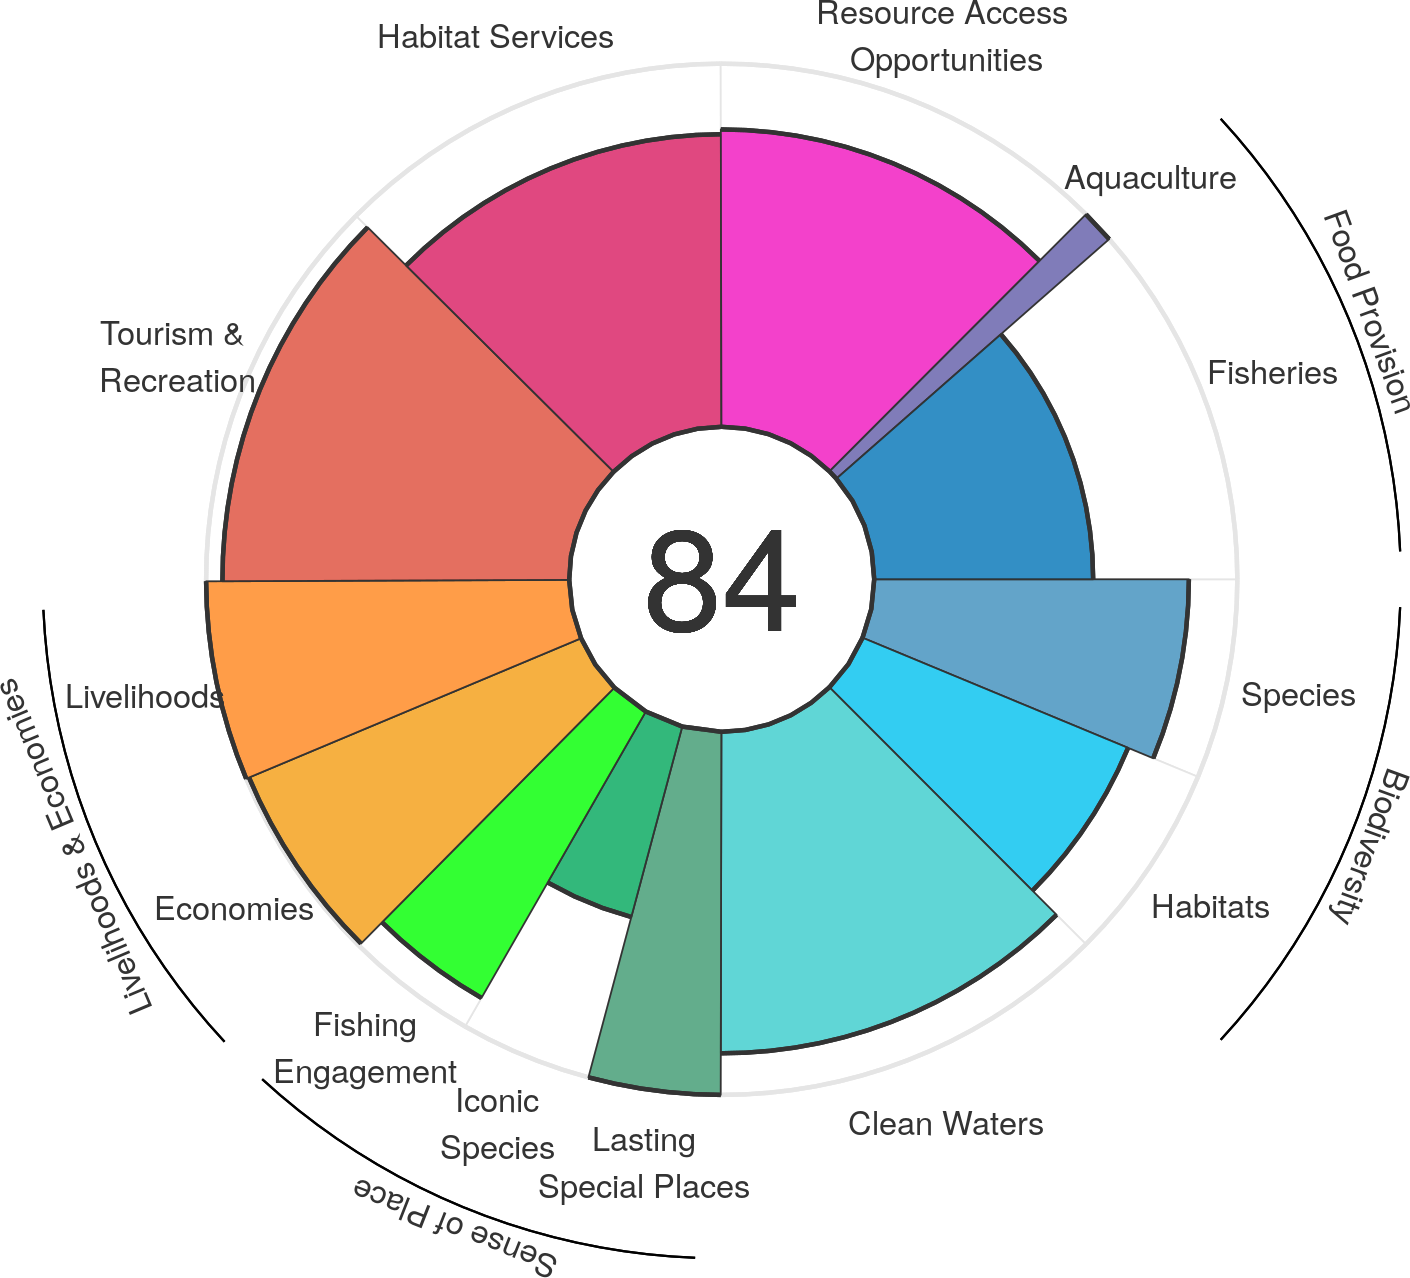 Resource Access
Opportunities
Habitat Services
Aquaculture
Food Provision
Fisheries
Tourism &
Recreation
84
Species
Livelihoods
Livelihoods & Economies
Biodiversity
Habitats
Economies
Fishing
Engagement
Iconic
Species
Lasting
Special Places
Clean Waters
Sense of Place